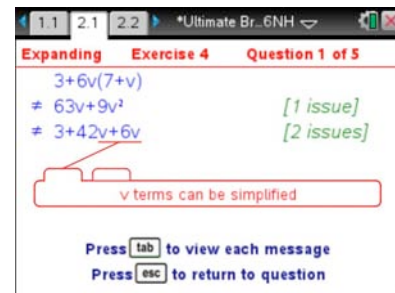 1.1 2.1 2.2 *Ultimate Br…6NH
Expanding Exercise 4 Question 1 of 5
3+6v(7+v)
≠ 63v+9v² [1 issue]
≠ 3+42v+6v [2 issues]
v terms can be simplified
Press tab to view each message
Press esc to return to question